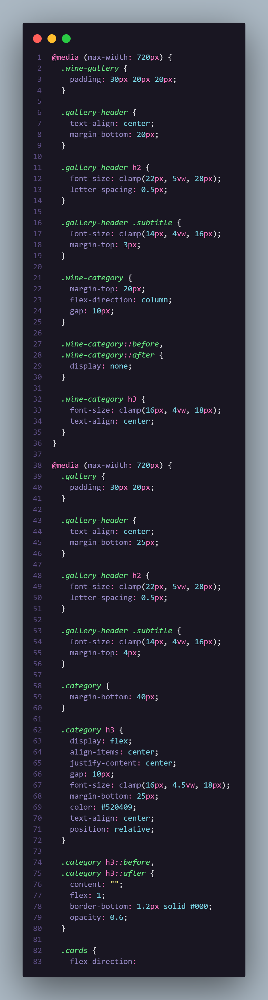 1 @media (max-width: 720px) {
2 .wine-gallery {
3 padding: 30px 20px 20px;
4 }
5
6 .gallery-header {
7 text-align: center;
8 margin-bottom: 20px;
9 }
10
11 .gallery-header h2 {
12 font-size: clamp(22px, 5vw, 28px);
13 letter-spacing: 0.5px;
14 }
15
16 .gallery-header .subtitle {
17 font-size: clamp(14px, 4vw, 16px);
18 margin-top: 3px;
19 }
20
21 .wine-category {
22 margin-top: 20px;
23 flex-direction: column;
24 gap: 10px;
25 }
26
27 .wine-category::before,
28 .wine-category::after {
29 display: none;
30 }
31
32 .wine-category h3 {
33 font-size: clamp(16px, 4vw, 18px);
34 text-align: center;
35 }
36 }
37
38 @media (max-width: 720px) {
39 .gallery {
40 padding: 30px 20px;
41 }
42
43 .gallery-header {
44 text-align: center;
45 margin-bottom: 25px;
46 }
47
48 .gallery-header h2 {
49 font-size: clamp(22px, 5vw, 28px);
50 letter-spacing: 0.5px;
51 }
52
53 .gallery-header .subtitle {
54 font-size: clamp(14px, 4vw, 16px);
55 margin-top: 4px;
56 }
57
58 .category {
59 margin-bottom: 40px;
60 }
61
62 .category h3 {
63 display: flex;
64 align-items: center;
65 justify-content: center;
66 gap: 10px;
67 font-size: clamp(16px, 4.5vw, 18px);
68 margin-bottom: 25px;
69 color: #520409;
70 text-align: center;
71 position: relative;
72 }
73
74 .category h3::before,
75 .category h3::after {
76 content: "";
77 flex: 1;
78 border-bottom: 1.2px solid #000;
79 opacity: 0.6;
80 }
81
82 .cards {
83 flex-direction: